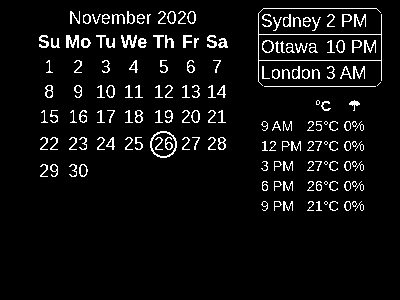 November 2020
Su Mo Tu We Th Fr Sa
1 2 3 4 5 6 7
8 9 10 11 12 13 14
15 16 17 18 19 20 21
22 23 24 25 26 27 28
29 30
Sydney 2 PM
Ottawa 10 PM
London 3 AM
°C ☂
9 AM 25°C 0%
12 PM 27°C 0%
3 PM 27°C 0%
6 PM 26°C 0%
9 PM 21°C 0%